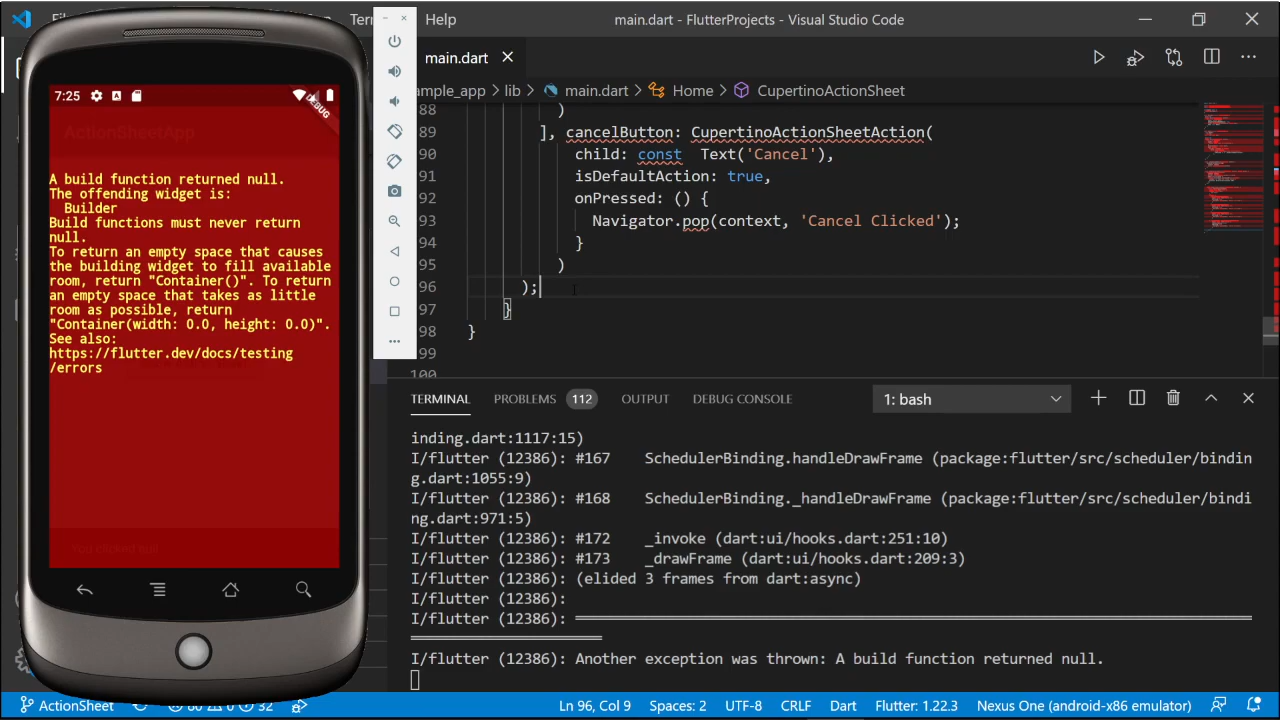 Help
main.dart - FlutterProjects - Visual Studio Code
main.dart
ample_app > lib > main.dart > Home > CupertinoActionSheet
7:25
DEBUG
ActionSheetApp
A build function returned null.
The offending widget is:
Builder
Build functions must never return
null.
To return an empty space that causes
the building widget to fill available
room, return "Container()". To return
an empty space that takes as little
room as possible, return
"Container(width: 0.0, height: 0.0)".
See also:
https://flutter.dev/docs/testing
/errors
You clicked null
88 )
89 ], cancelButton: CupertinoActionSheetAction(
90 child: const Text('Cancel'),
91 isDefaultAction: true,
92 onPressed: () {
93 Navigator.pop(context, 'Cancel Clicked');
94 }
95 )
96 );
97 }
98 }
99
100
TERMINAL PROBLEMS 112 OUTPUT DEBUG CONSOLE 1: bash
inding.dart:1117:15)
I/flutter (12386): #167 SchedulerBinding.handleDrawFrame (package:flutter/src/scheduler/bindin
g.dart:1055:9)
I/flutter (12386): #168 SchedulerBinding._handleDrawFrame (package:flutter/src/scheduler/bindi
ng.dart:971:5)
I/flutter (12386): #172 _invoke (dart:ui/hooks.dart:251:10)
I/flutter (12386): #173 _drawFrame (dart:ui/hooks.dart:209:3)
I/flutter (12386): (elided 3 frames from dart:async)
I/flutter (12386):
I/flutter (12386): ════════════════════════════════
I/flutter (12386): Another exception was thrown: A build function returned null.
ActionSheet 32 Ln 96, Col 9 Spaces: 2 UTF-8 CRLF Dart Flutter: 1.22.3 Nexus One (android-x86 emulator)